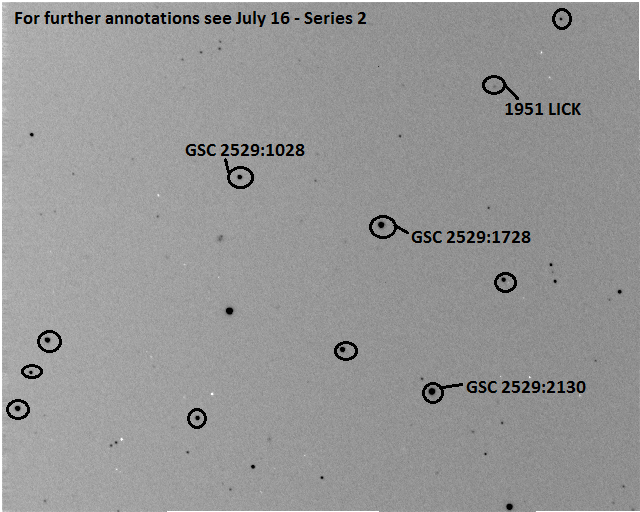 For further annotations see July 16 - Series 2
1951 LICK
GSC 2529:1028
GSC 2529:1728
GSC 2529:2130